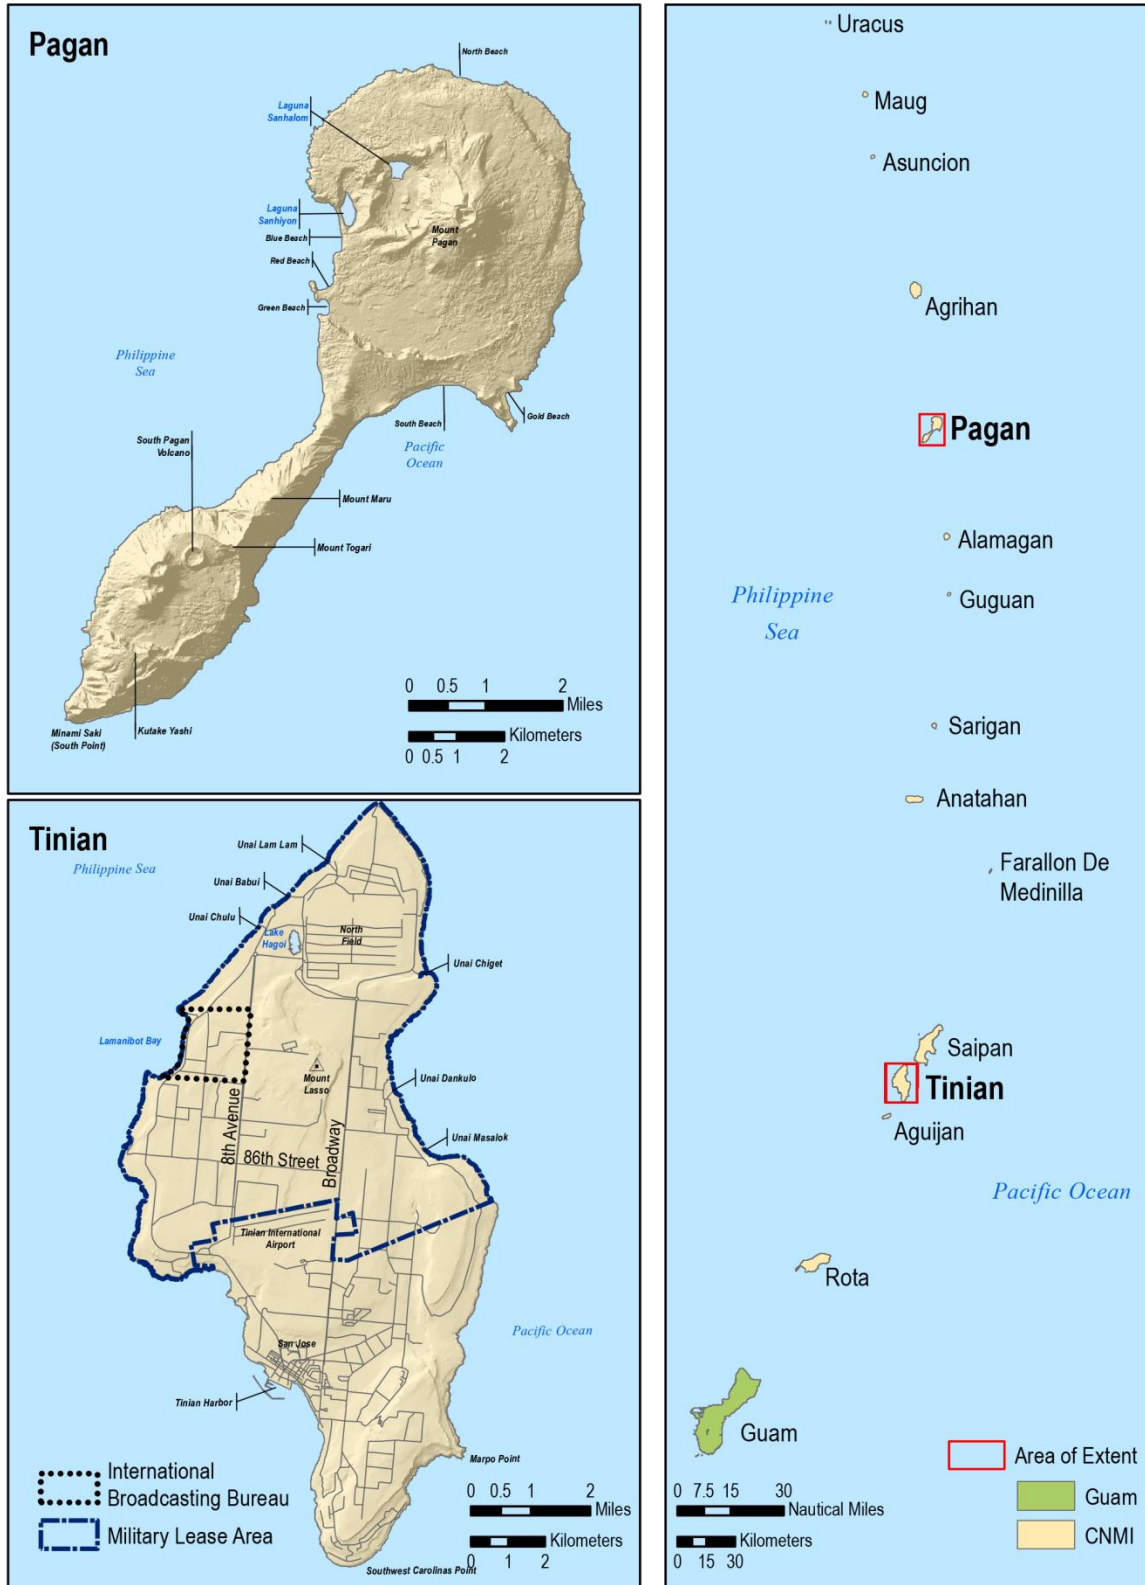 Pagan
North Beach
Laguna
Sanhalom
Laguna
Sanhiyon
Blue Beach
Mount
Pagan
Red Beach
Green Beach
Philippine
Sea
Gold Beach
South Beach
Pacific
Ocean
South Pagan
Volcano
Mount Maru
Mount Togari
Minami Saki
(South Point)
Kutake Yashi
0 0.5 1 2
Miles
Kilometers
0 0.5 1 2
Tinian
Philippine Sea
Unai Lam Lam
Unai Babui
Unai Chulu
Lake
Hagoi
North
Field
Unai Chiget
Lamanibot Bay
Mount
Lasso
Unai Dankulo
8th Avenue
Broadway
86th Street
Unai Masalok
Tinian International
Airport
Pacific Ocean
San Jose
Tinian Harbor
Marpo Point
Southwest Carolinas Point
International
Broadcasting Bureau
Military Lease Area
0 0.5 1 2
Miles
Kilometers
0 1 2
Uracus
Maug
Asuncion
Agrihan
Pagan
Alamagan
Guguan
Philippine
Sea
Sarigan
Anatahan
Farallon De
Medinilla
Saipan
Tinian
Aguijan
Pacific Ocean
Rota
Guam
0 7.5 15 30
Nautical Miles
Kilometers
0 15 30
Area of Extent
Guam
CNMI